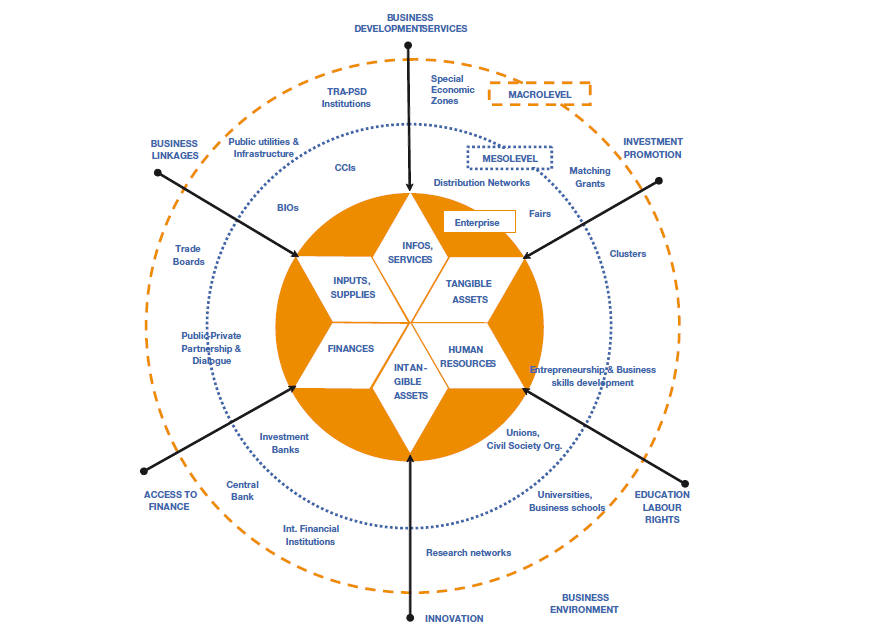 BUSINESS
DEVELOPMENT SERVICES
Special
Economic
Zones
TRA-PSD
Institutions
MACROLEVEL
BUSINESS
LINKAGES
Public utilities &
Infrastructure
CCIs
MESOLEVEL
INVESTMENT
PROMOTION
Matching
Grants
Distribution Networks
BIOs
Enterprise
Fairs
Trade
Boards
INFOS,
SERVICES
Clusters
INPUTS,
SUPPLIES
TANGIBLE
ASSETS
Public-Private
Partnership &
Dialogue
FINANCES
HUMAN
RESOURCES
INTAN-
GIBLE
ASSETS
Entrepreneurship & Business
skills development
Investment
Banks
Unions,
Civil Society Org.
Central
Bank
ACCESS TO
FINANCE
Universities,
Business schools
EDUCATION
LABOUR
RIGHTS
Int. Financial
Institutions
Research networks
BUSINESS
ENVIRONMENT
INNOVATION